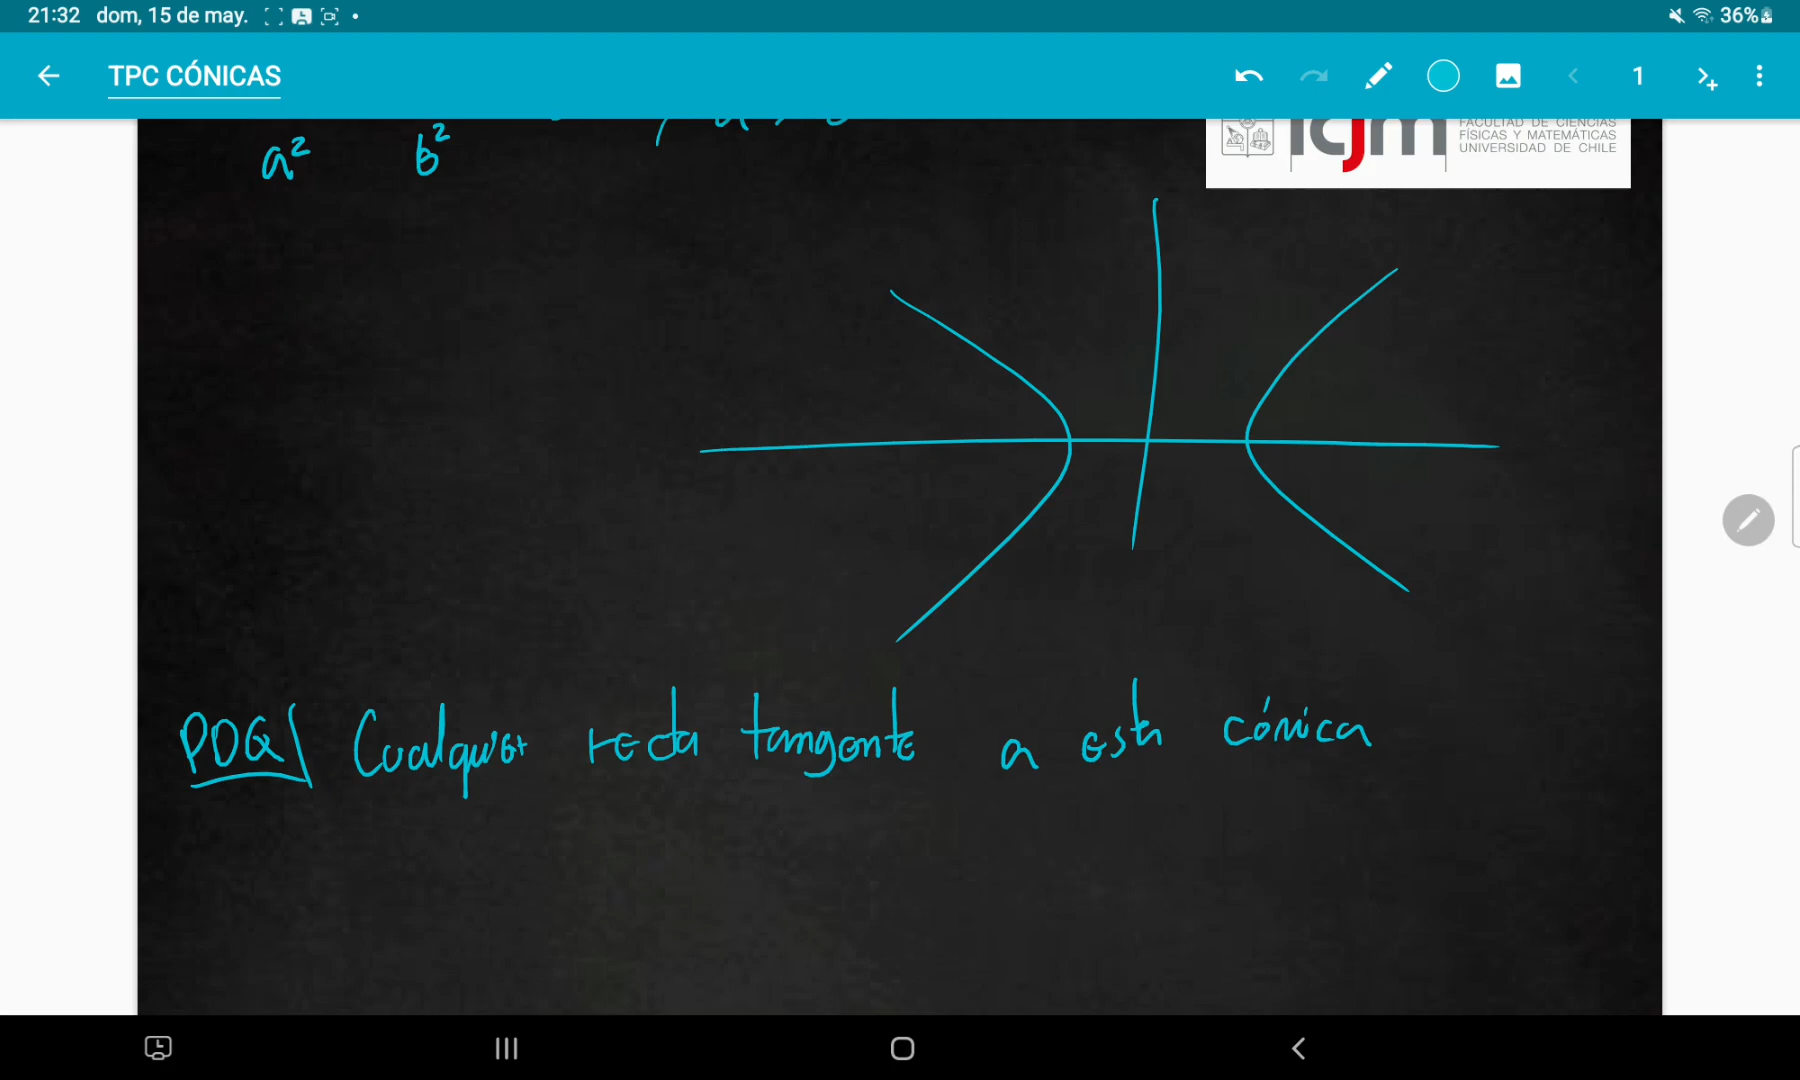 21:32 dom, 15 de may. 36%
TPC CÓNICAS 1
FACULTAD DE CIENCIAS
FÍSICAS Y MATEMÁTICAS
UNIVERSIDAD DE CHILE
a² b²
PDQ/ Cualquier recta tangente a esta cónica